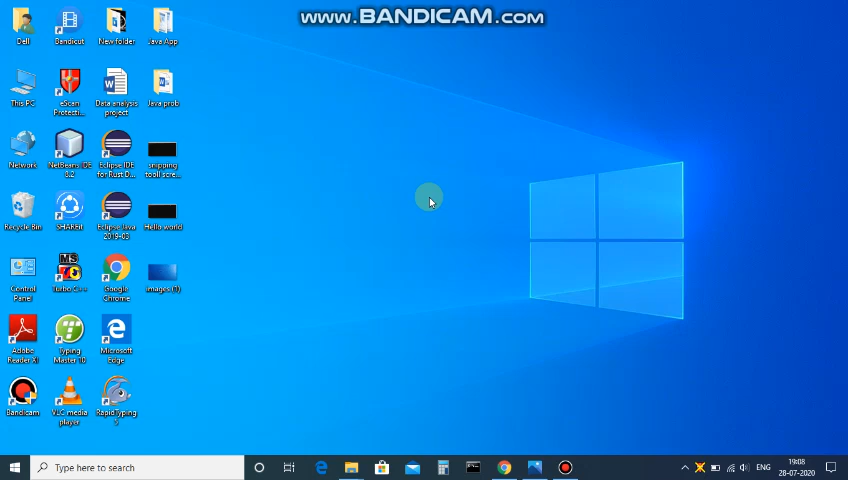 www.BANDICAM.com
Dell
Bandicut
New folder
Java App
This PC
eScan
Protecti...
Data analysis
project
Java prob
Network
NetBeans IDE
8.2
Eclipse IDE
for Rust D...
snipping
tooll scre...
Recycle Bin
SHAREit
Eclipse Java
2019-03
Hello world
Control
Panel
Turbo C++
Google
Chrome
images (1)
Adobe
Reader XI
Typing
Master 10
Microsoft
Edge
Bandicam
VLC media
player
RapidTyping
5
Type here to search
ENG
19:08
28-07-2020